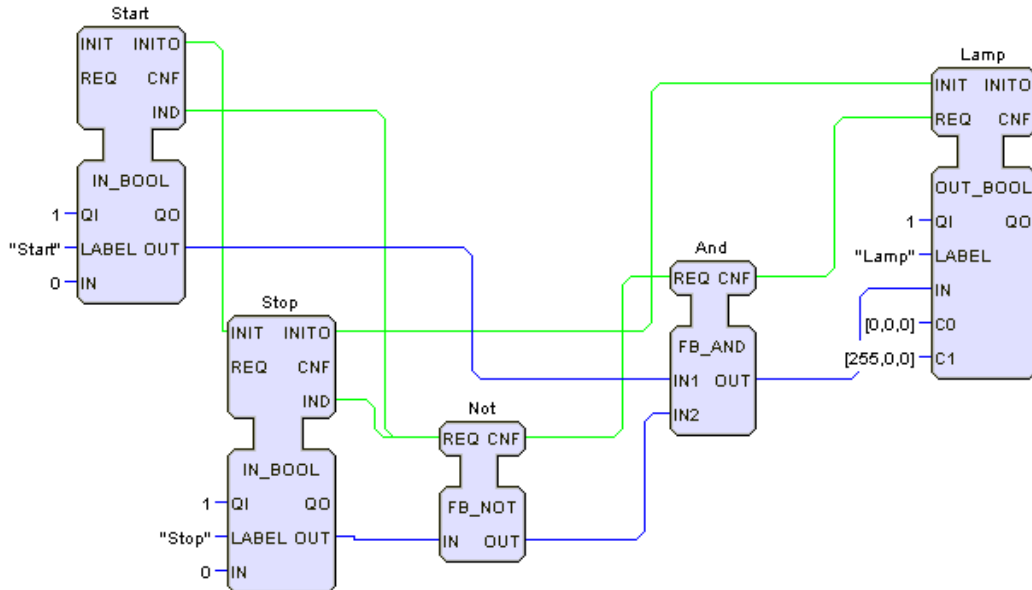 Start
INIT INITO
REQ CNF
IND
IN_BOOL
1 QI QO
"Start" LABEL OUT
0 IN
Stop
INIT INITO
REQ CNF
IND
IN_BOOL
1 QI QO
"Stop" LABEL OUT
0 IN
Not
REQ CNF
FB_NOT
IN OUT
And
REQ CNF
FB_AND
IN1 OUT
IN2
Lamp
INIT INITO
REQ CNF
OUT_BOOL
1 QI QO
"Lamp" LABEL
IN
[0,0,0] C0
[255,0,0] C1